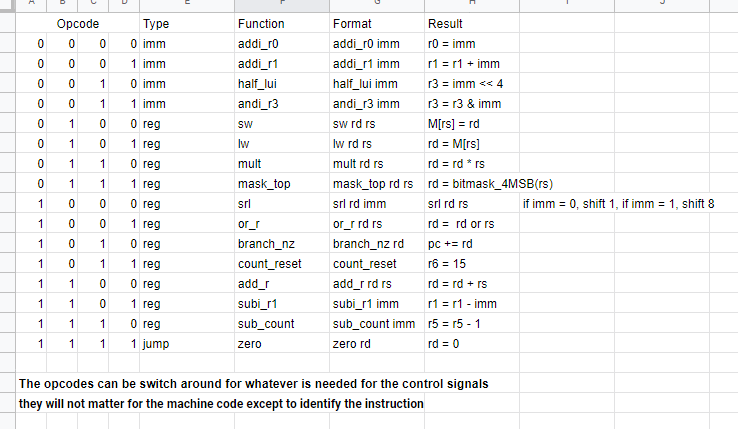 A B C D E F G H I J
Opcode Type Function Format Result
0 0 0 0 imm addi_r0 addi_r0 imm r0 = imm
0 0 0 1 imm addi_r1 addi_r1 imm r1 = r1 + imm
0 0 1 0 imm half_lui half_lui imm r3 = imm << 4
0 0 1 1 imm andi_r3 andi_r3 imm r3 = r3 & imm
0 1 0 0 reg sw sw rd rs M[rs] = rd
0 1 0 1 reg lw lw rd rs rd = M[rs]
0 1 1 0 reg mult mult rd rs rd = rd * rs
0 1 1 1 reg mask_top mask_top rd rs rd = bitmask_4MSB(rs)
1 0 0 0 reg srl srl rd imm srl rd rs if imm = 0, shift 1, if imm = 1, shift 8
1 0 0 1 reg or_r or_r rd rs rd = rd or rs
1 0 1 0 reg branch_nz branch_nz rd pc += rd
1 0 1 1 reg count_reset count_reset r6 = 15
1 1 0 0 reg add_r add_r rd rs rd = rd + rs
1 1 0 1 reg subi_r1 subi_r1 imm r1 = r1 - imm
1 1 1 0 reg sub_count sub_count imm r5 = r5 - 1
1 1 1 1 jump zero zero rd rd = 0
The opcodes can be switch around for whatever is needed for the control signals
they will not matter for the machine code except to identify the instruction